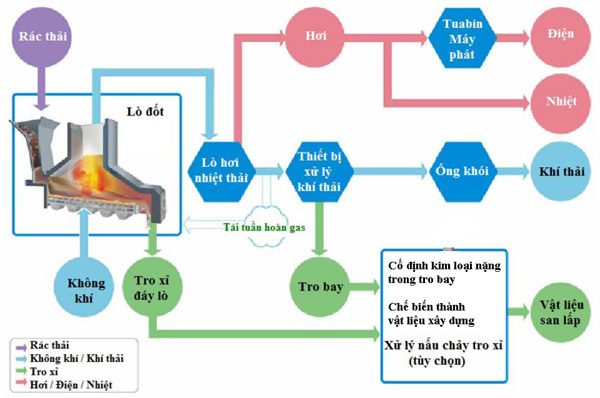 Rác thải
Lò đốt
Không
khí
Tro xỉ
đáy lò
Lò hơi
nhiệt thải
Tái tuần hoàn gas
Hơi
Tuabin
Máy
phát
Điện
Nhiệt
Thiết bị
xử lý
khí thải
Ống khói
Khí thải
Tro bay
Cố định kim loại nặng
trong tro bay
Chế biến thành
vật liệu xây dựng
Xử lý nấu chảy tro xỉ
(tùy chọn)
Vật liệu
san lấp
Rác thải
Không khí / Khí thải
Tro xỉ
Hơi / Điện / Nhiệt